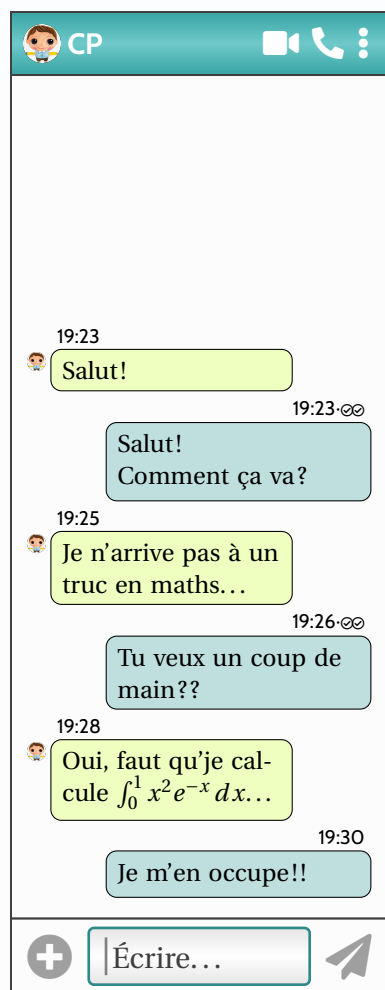 CP
19:23
Salut!
19:23
Salut!
Comment ça va?
19:25
Je n'arrive pas à un
truc en maths...
19:26
Tu veux un coup de
main??
19:28
Oui, faut qu'je cal-
cule ∫₀¹ x²e⁻ˣ dx...
19:30
Je m'en occupe!!
Écrire...